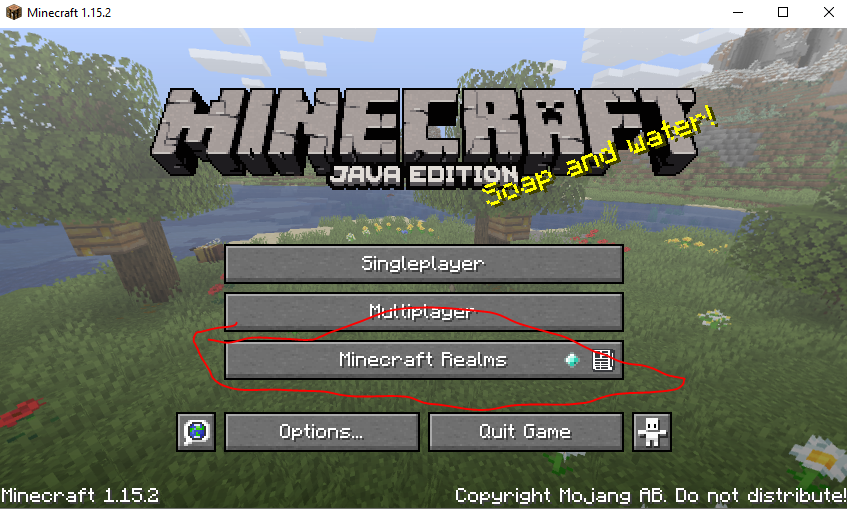 Minecraft 1.15.2
MINECRAFT
JAVA EDITION
Soap and water!
Singleplayer
Multiplayer
Minecraft Realms
Options...
Quit Game
Minecraft 1.15.2
Copyright Mojang AB. Do not distribute!